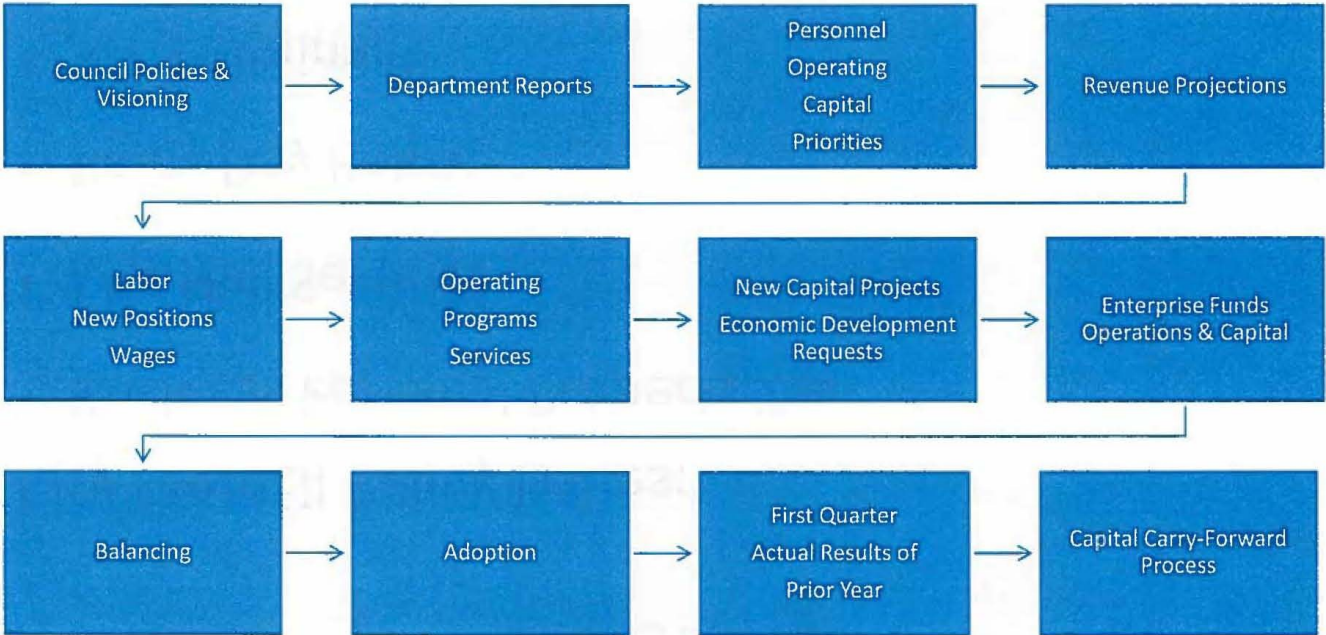 Council Policies &
Visioning
Department Reports
Personnel
Operating
Capital
Priorities
Revenue Projections
Labor
New Positions
Wages
Operating
Programs
Services
New Capital Projects
Economic Development
Requests
Enterprise Funds
Operations & Capital
Balancing
Adoption
First Quarter
Actual Results of
Prior Year
Capital Carry-Forward
Process